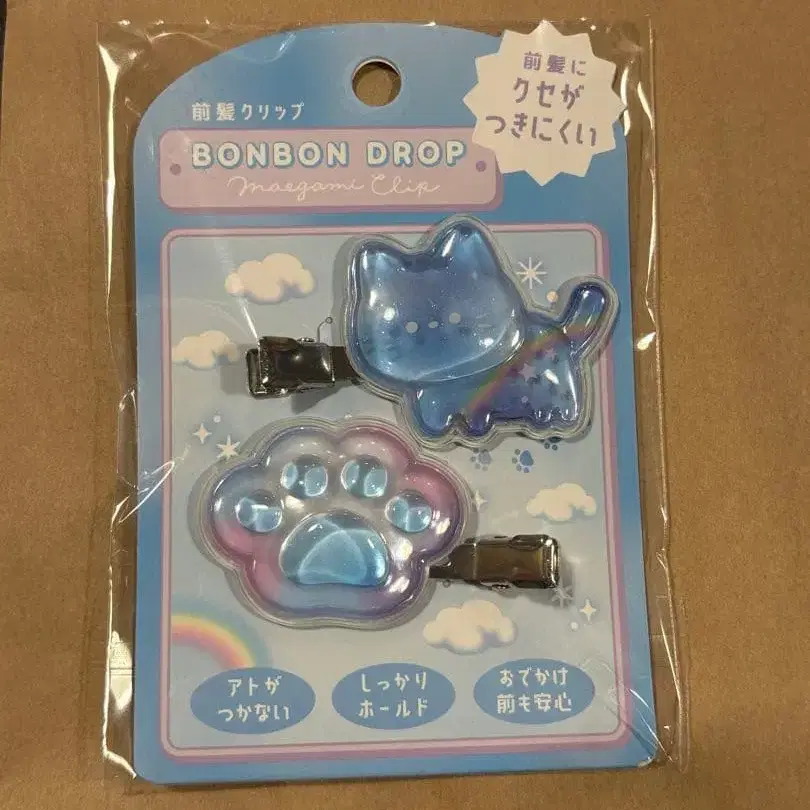 前髪に
クセが
つきにくい
前髪クリップ
BONBON DROP
maegami Clip
アトが
つかない
しっかり
ホールド
おでかけ
前も安心